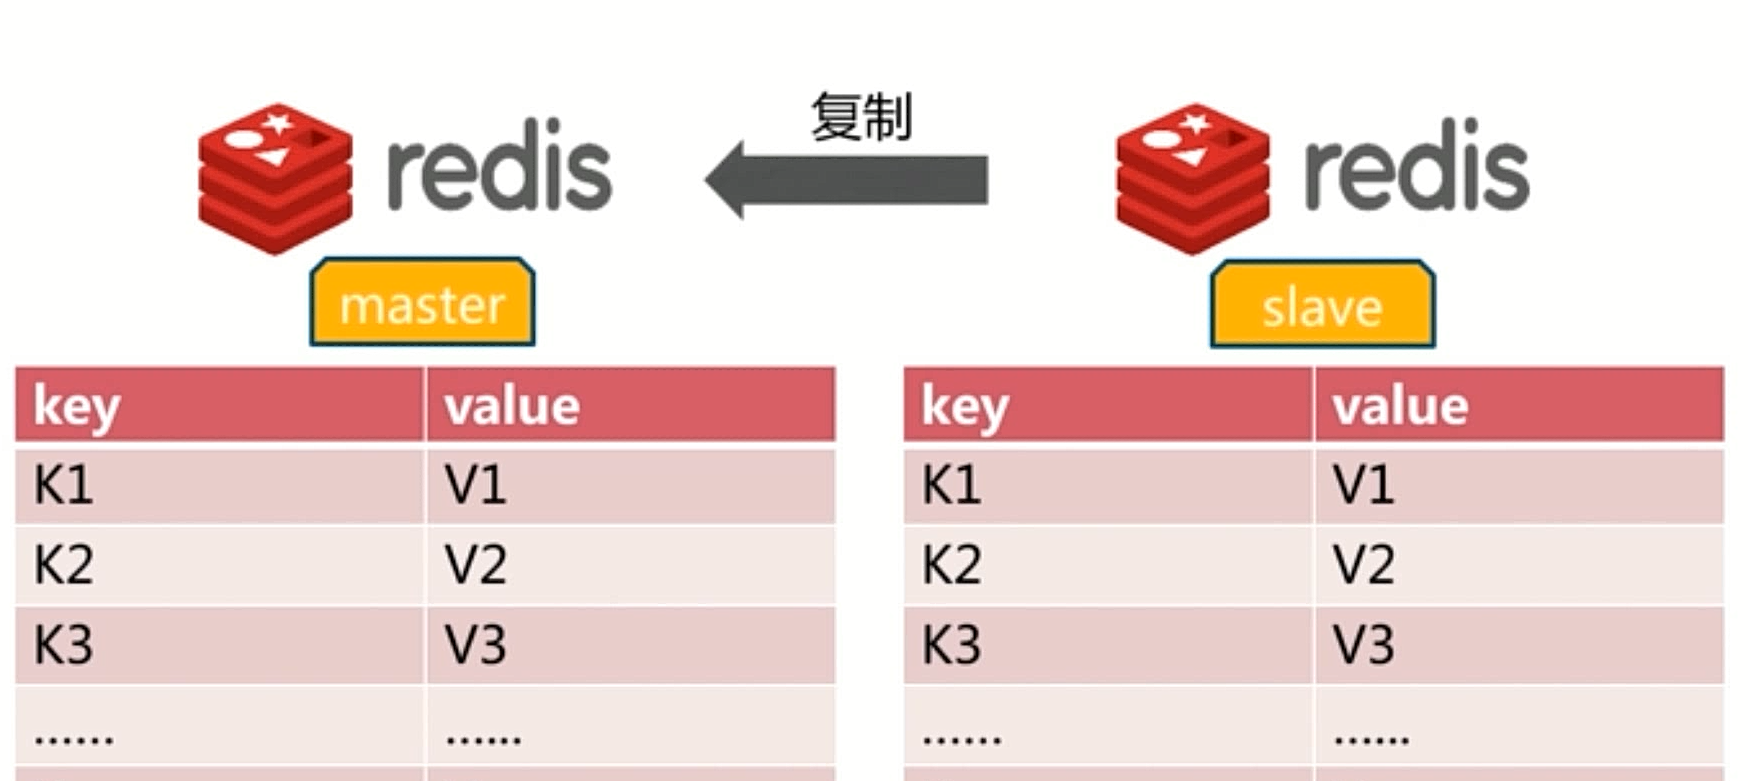 复制
redis
redis
master
slave
key value
K1 V1
K2 V2
K3 V3
...... ......
key value
K1 V1
K2 V2
K3 V3
...... ......